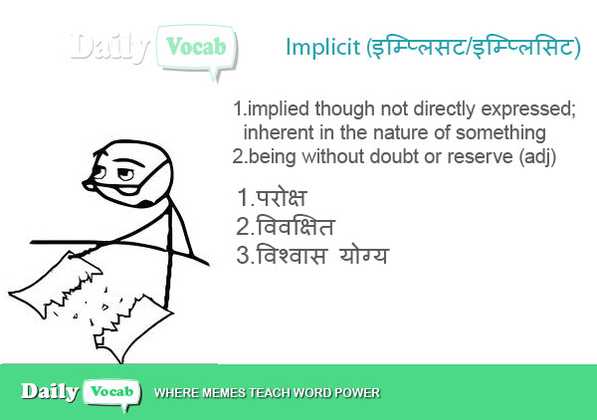 Daily Vocab
Implicit (इम्प्लिसट/इम्प्लिसिट)
1.implied though not directly expressed;
inherent in the nature of something
2.being without doubt or reserve (adj)
1.परोक्ष
2.विवक्षित
3.विश्वास योग्य
Daily Vocab WHERE MEMES TEACH WORD POWER